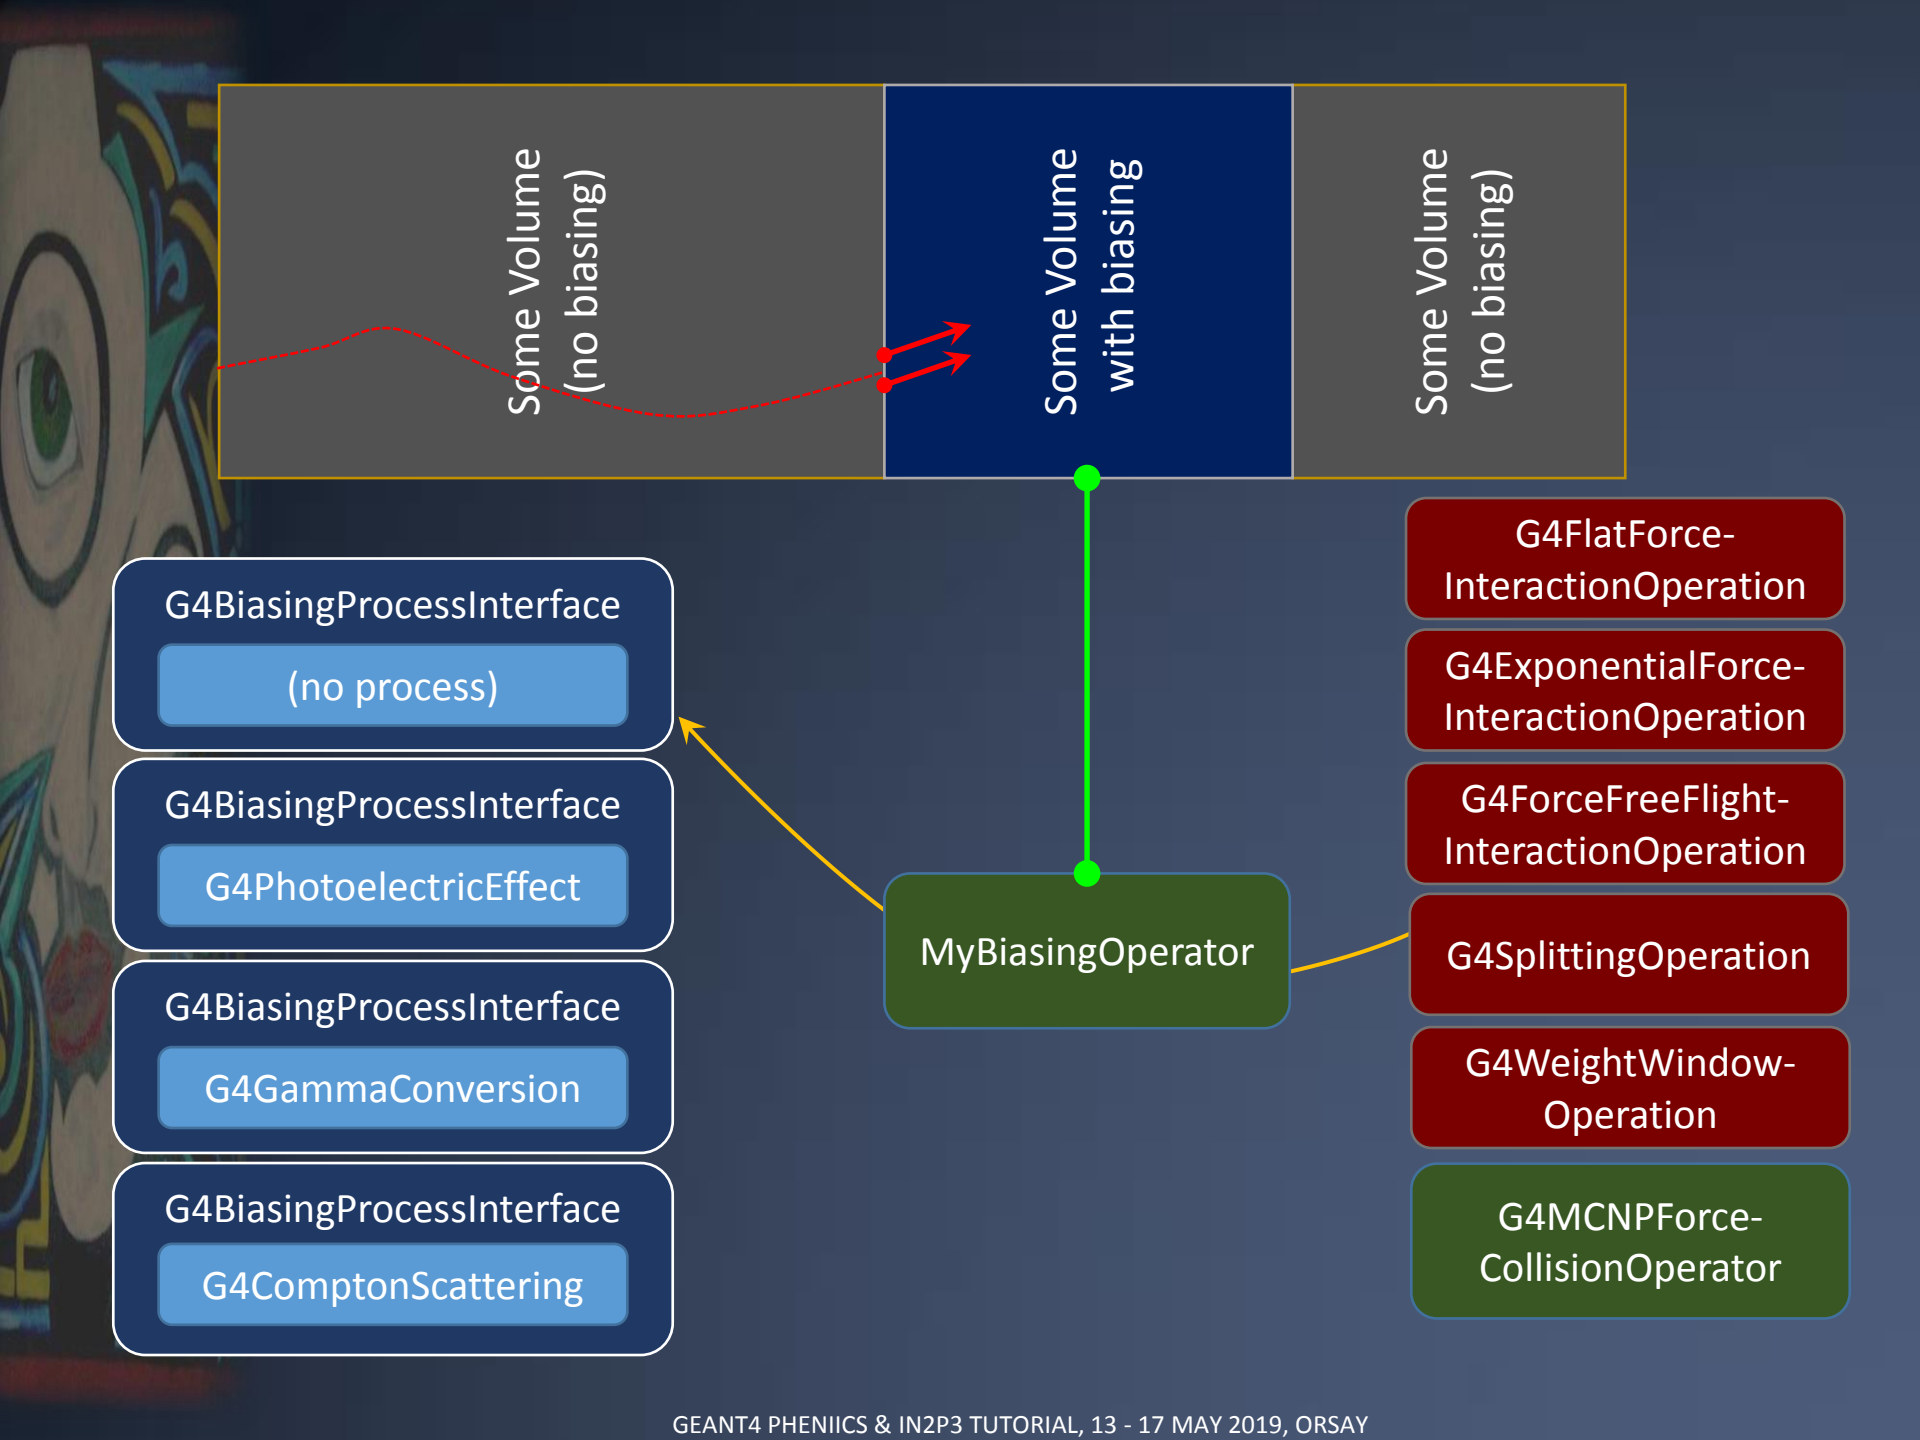 Some Volume
(no biasing)
Some Volume
with biasing
Some Volume
(no biasing)
G4BiasingProcessInterface
(no process)
G4BiasingProcessInterface
G4PhotoelectricEffect
G4BiasingProcessInterface
G4GammaConversion
G4BiasingProcessInterface
G4ComptonScattering
MyBiasingOperator
G4FlatForce-
InteractionOperation
G4ExponentialForce-
InteractionOperation
G4ForceFreeFlight-
InteractionOperation
G4SplittingOperation
G4WeightWindow-
Operation
G4MCNPForce-
CollisionOperator
GEANT4 PHENIICS & IN2P3 TUTORIAL, 13 - 17 MAY 2019, ORSAY